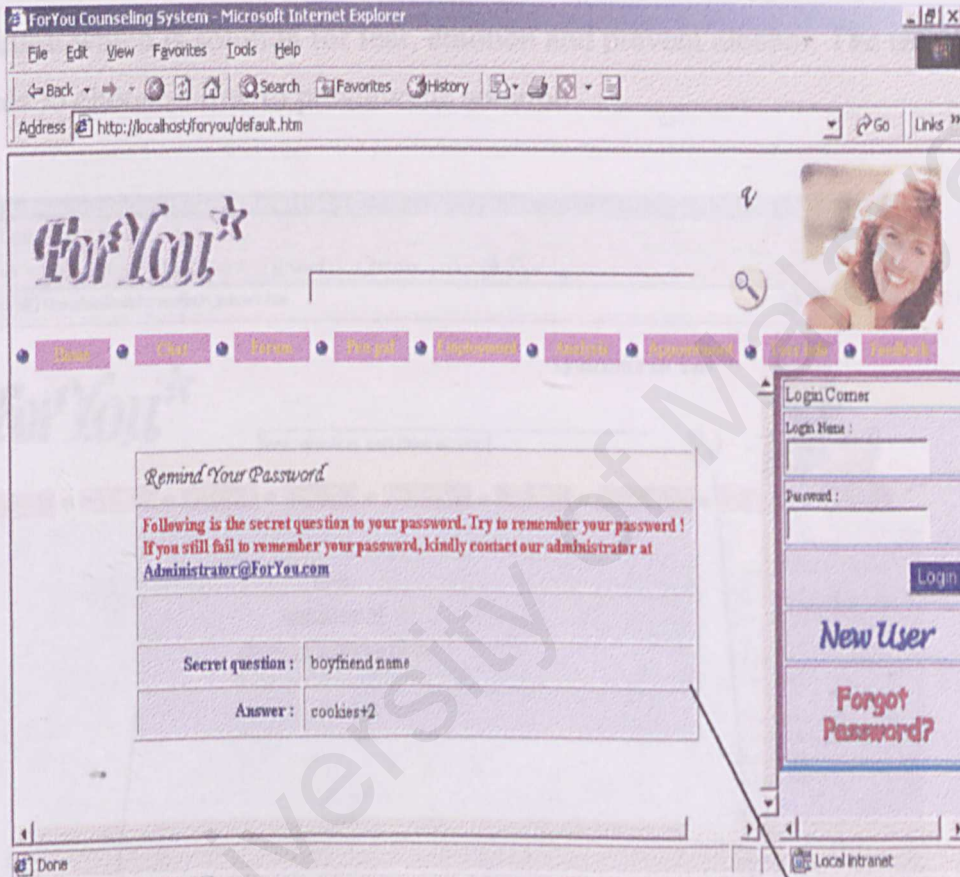 ForYou Counseling System - Microsoft Internet Explorer
File Edit View Favorites Tools Help
Back Search Favorites History
Address http://localhost/foryou/default.htm Go Links »
ForYou*
Home Chat Forum Pen pal Employment Analysis Appointment Your Info Feedback
Login Corner
Login Name :
Password :
Login
New User
Forgot
Password?
Remind Your Password
Following is the secret question to your password. Try to remember your password !
If you still fail to remember your password, kindly contact our administrator at
Administrator@ForYou.com
Secret question : boyfriend name
Answer : cookies+2
Done Local intranet